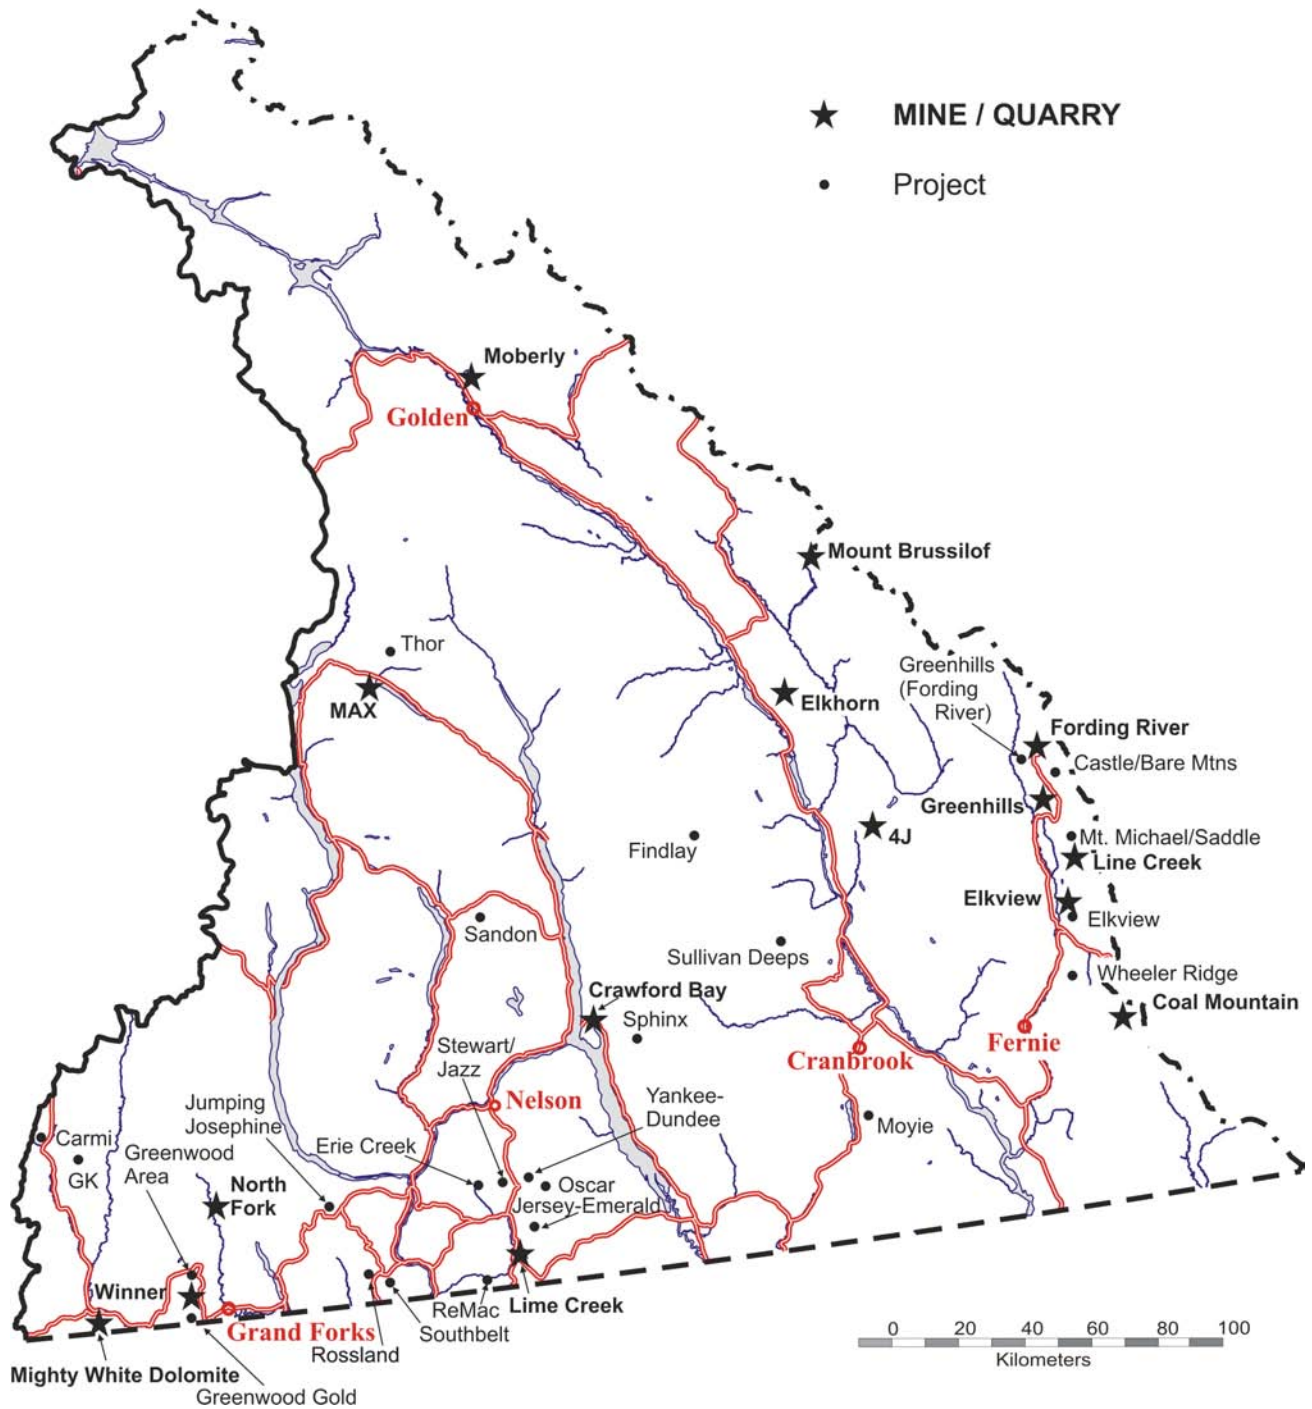 MINE / QUARRY
Project
Moberly
Golden
Mount Brussilof
Thor
MAX
Elkhorn
Greenhills
(Fording
River)
Fording River
Castle/Bare Mtns
Greenhills
4J
Mt. Michael/Saddle
Line Creek
Findlay
Elkview
Elkview
Sandon
Sullivan Deeps
Wheeler Ridge
Crawford Bay
Coal Mountain
Sphinx
Fernie
Cranbrook
Stewart/
Jazz
Nelson
Yankee-
Dundee
Moyie
Jumping
Josephine
Carmi
Greenwood
Area
Erie Creek
GK
North
Fork
Oscar
Jersey-Emerald
Winner
ReMac
Lime Creek
Southbelt
Grand Forks
Rossland
Mighty White Dolomite
Greenwood Gold
0 20 40 60 80 100
Kilometers